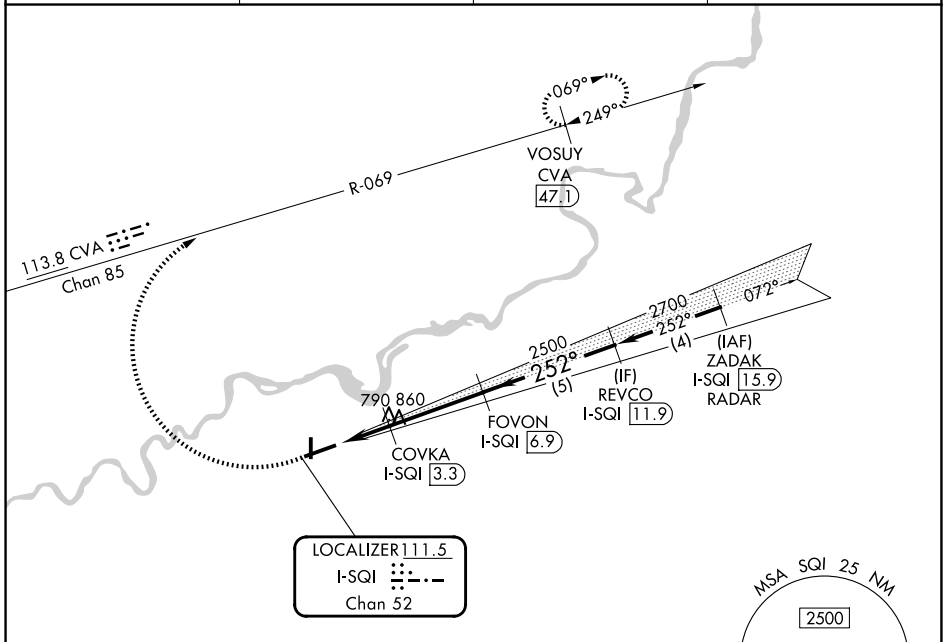 069°
249°
VOSUY
CVA
47.1
R-069
113.8 CVA
Chan 85
2700
072°
252°
(4)
2500
252°
(5)
(IAF)
ZADAK
I-SQI 15.9
RADAR
(IF)
REVCO
I-SQI 11.9
790 860
FOVON
I-SQI 6.9
COVKA
I-SQI 3.3
LOCALIZER 111.5
I-SQI
Chan 52
MSA SQI 25 NM
2500